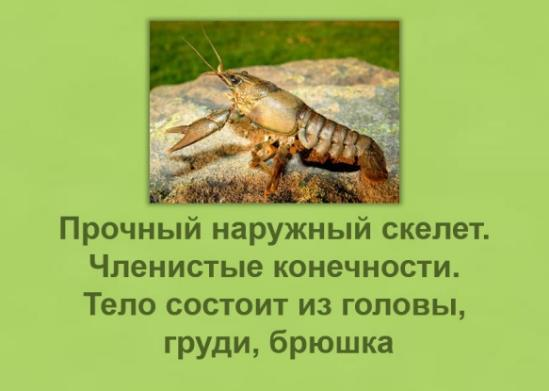 Прочный наружный скелет.
Членистые конечности.
Тело состоит из головы,
груди, брюшка